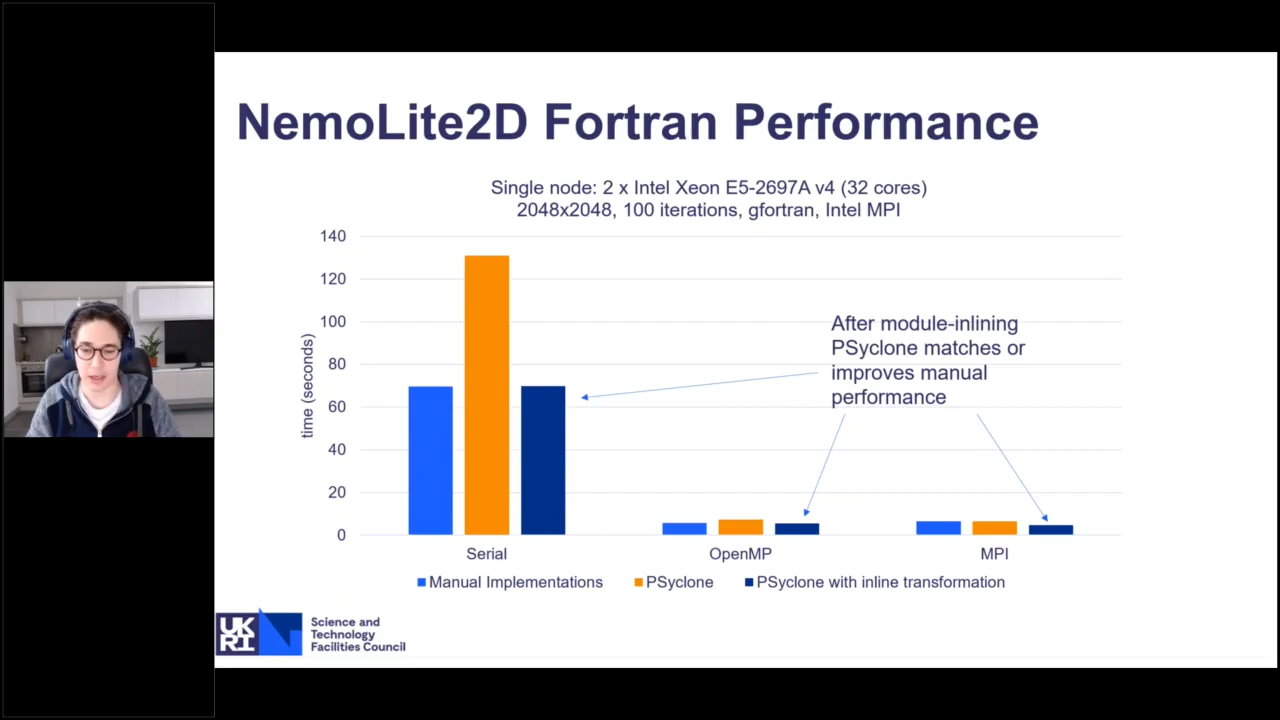 NemoLite2D Fortran Performance
Single node: 2 x Intel Xeon E5-2697A v4 (32 cores)
2048x2048, 100 iterations, gfortran, Intel MPI
140
120
100
80
60
40
20
0
time (seconds)
After module-inlining
PSyclone matches or
improves manual
performance
Serial
OpenMP
MPI
Manual Implementations
PSyclone
PSyclone with inline transformation
UK
RI
Science and
Technology
Facilities Council